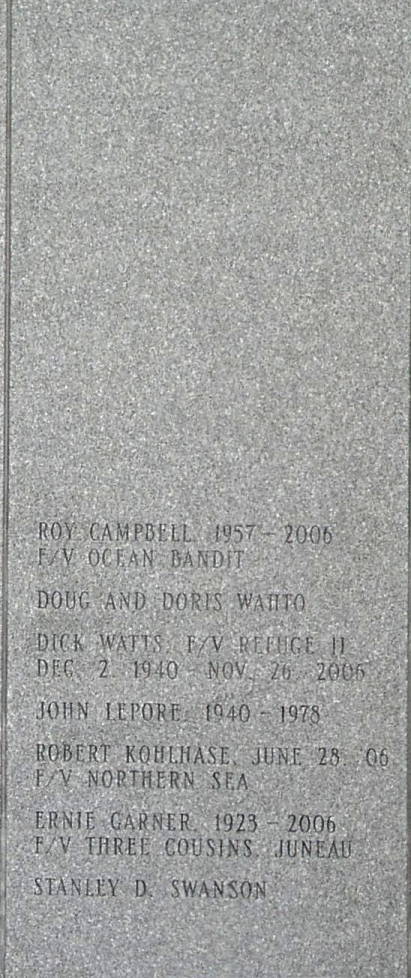 ROY CAMPBELL, 1957 - 2006
F/V OCEAN BANDIT
DOUG AND DORIS WAHTO
DICK WATTS, F/V REFUGE II
DEC. 2, 1940 - NOV. 26, 2006
JOHN LEPORE, 1940 - 1978
ROBERT KOHLHASE, JUNE 28, '06
F/V NORTHERN SEA
ERNIE GARNER, 1923 - 2006
F/V THREE COUSINS, JUNEAU
STANLEY D. SWANSON